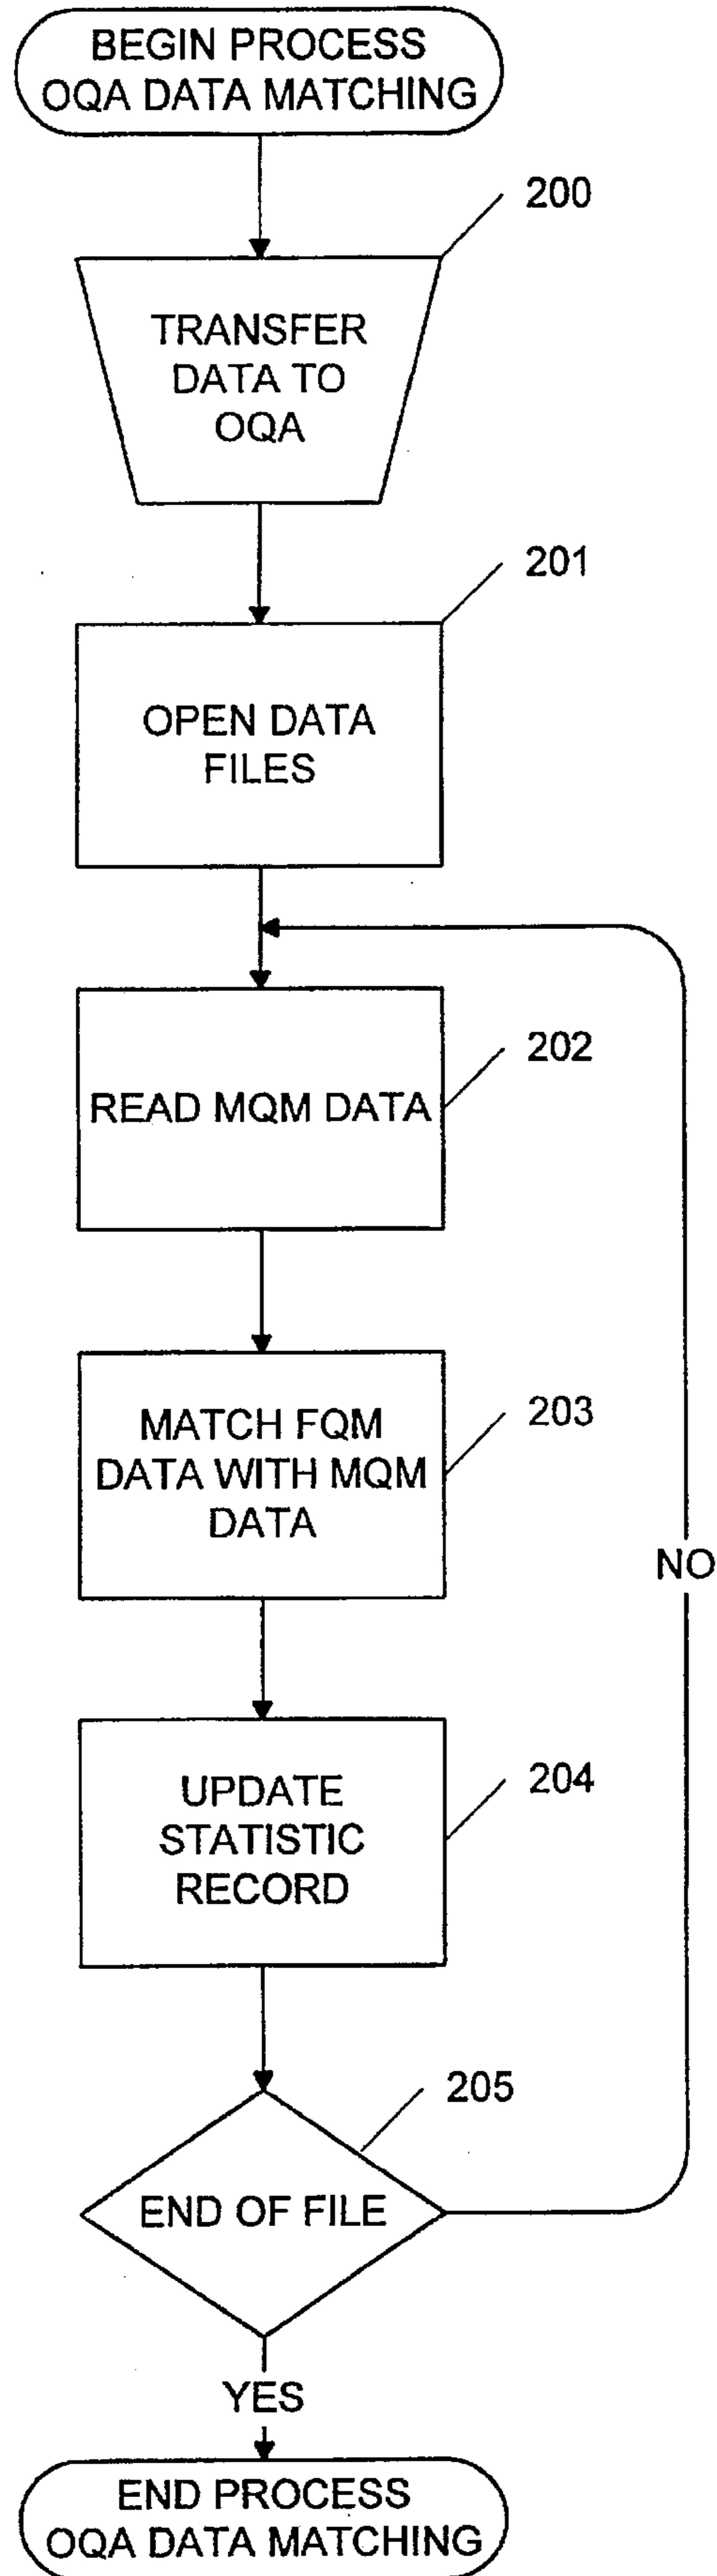 BEGIN PROCESS
OQA DATA MATCHING
200
TRANSFER
DATA TO
OQA
201
OPEN DATA
FILES
202
READ MQM DATA
203
MATCH FQM
DATA WITH MQM
DATA
NO
204
UPDATE
STATISTIC
RECORD
205
END OF FILE
YES
END PROCESS
OQA DATA MATCHING